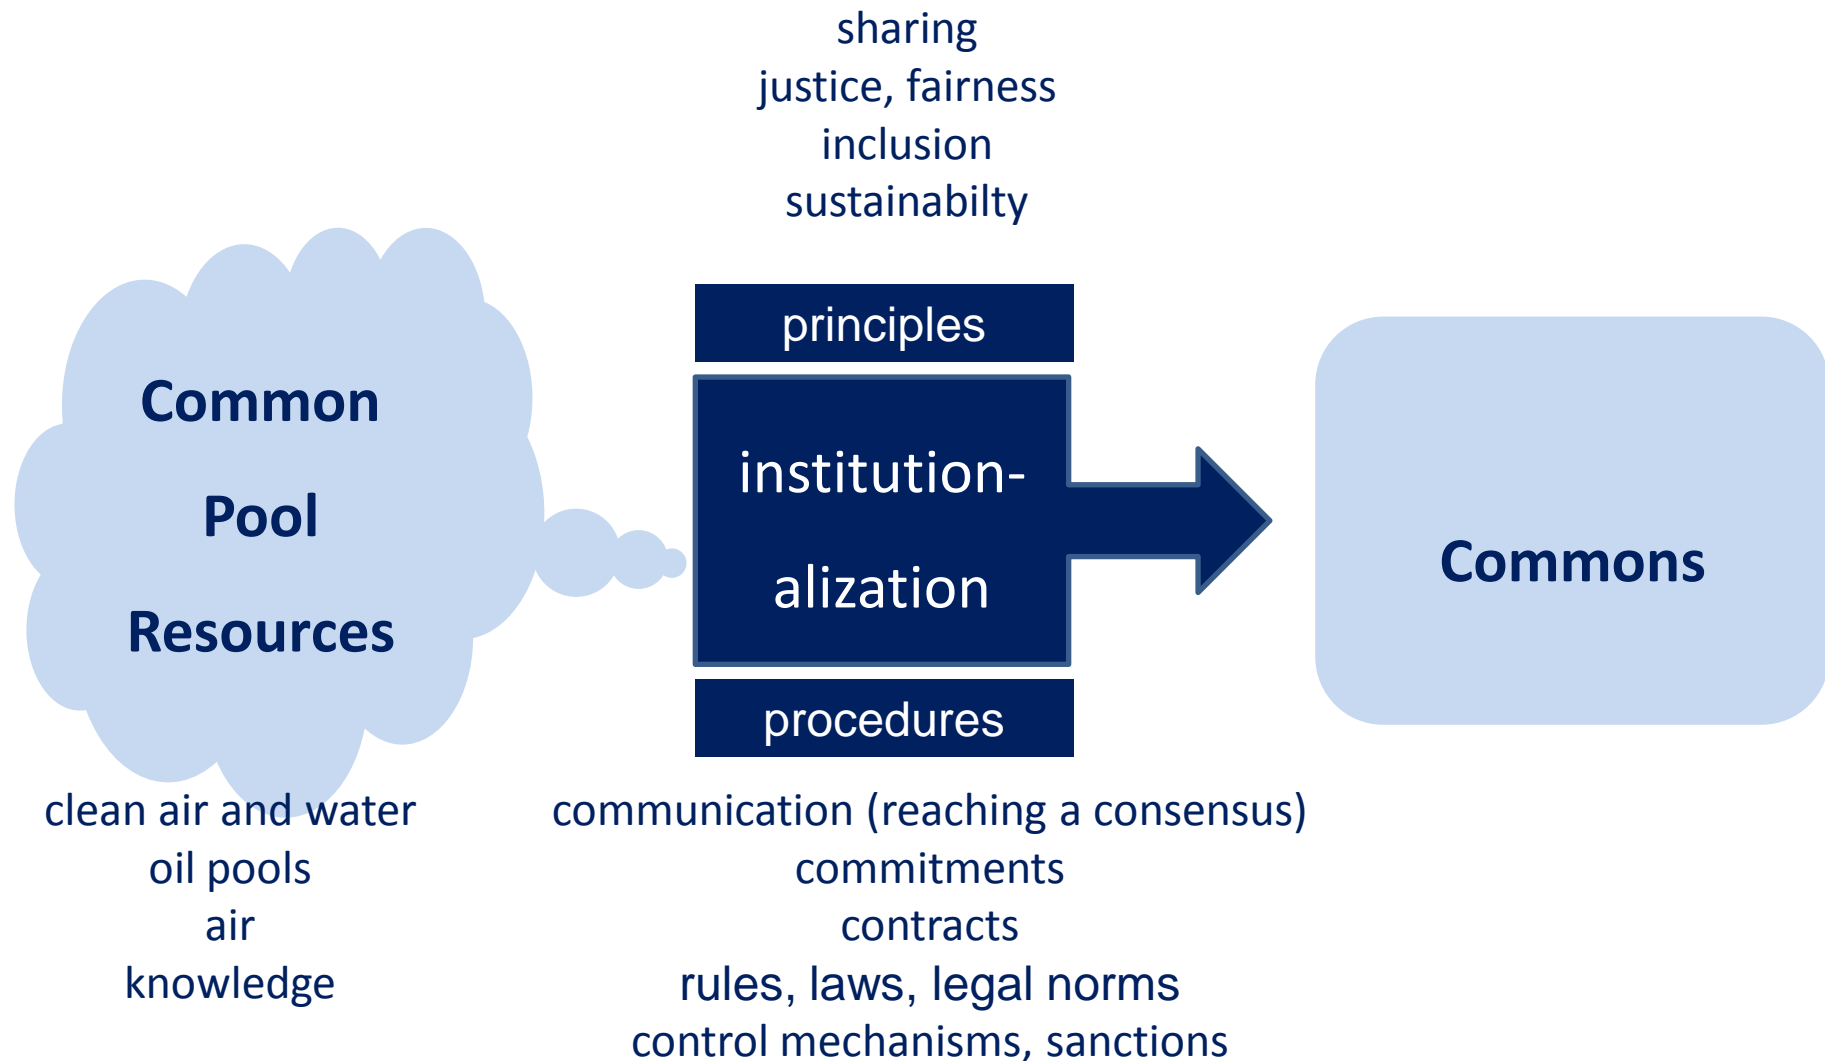 sharing
justice, fairness
inclusion
sustainabilty
principles
Common
Pool
Resources
institution-
alization
Commons
procedures
clean air and water
oil pools
air
knowledge
communication (reaching a consensus)
commitments
contracts
rules, laws, legal norms
control mechanisms, sanctions